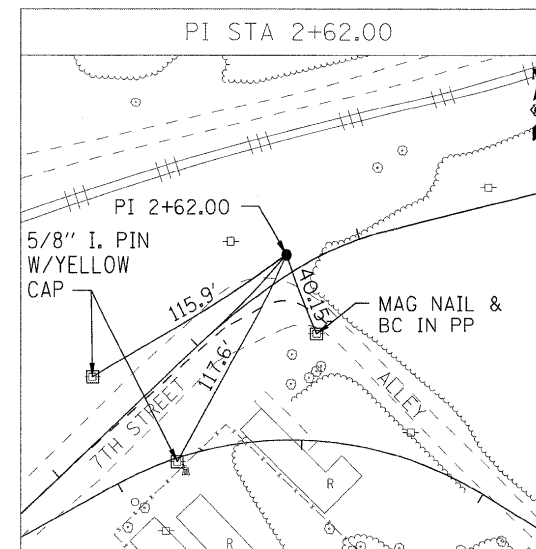 PI STA 2+62.00
PI 2+62.00
5/8" I. PIN
W/YELLOW
CAP
115.9'
40.15'
117.6'
MAG NAIL &
BC IN PP
7TH STREET
ALLEY
R
R